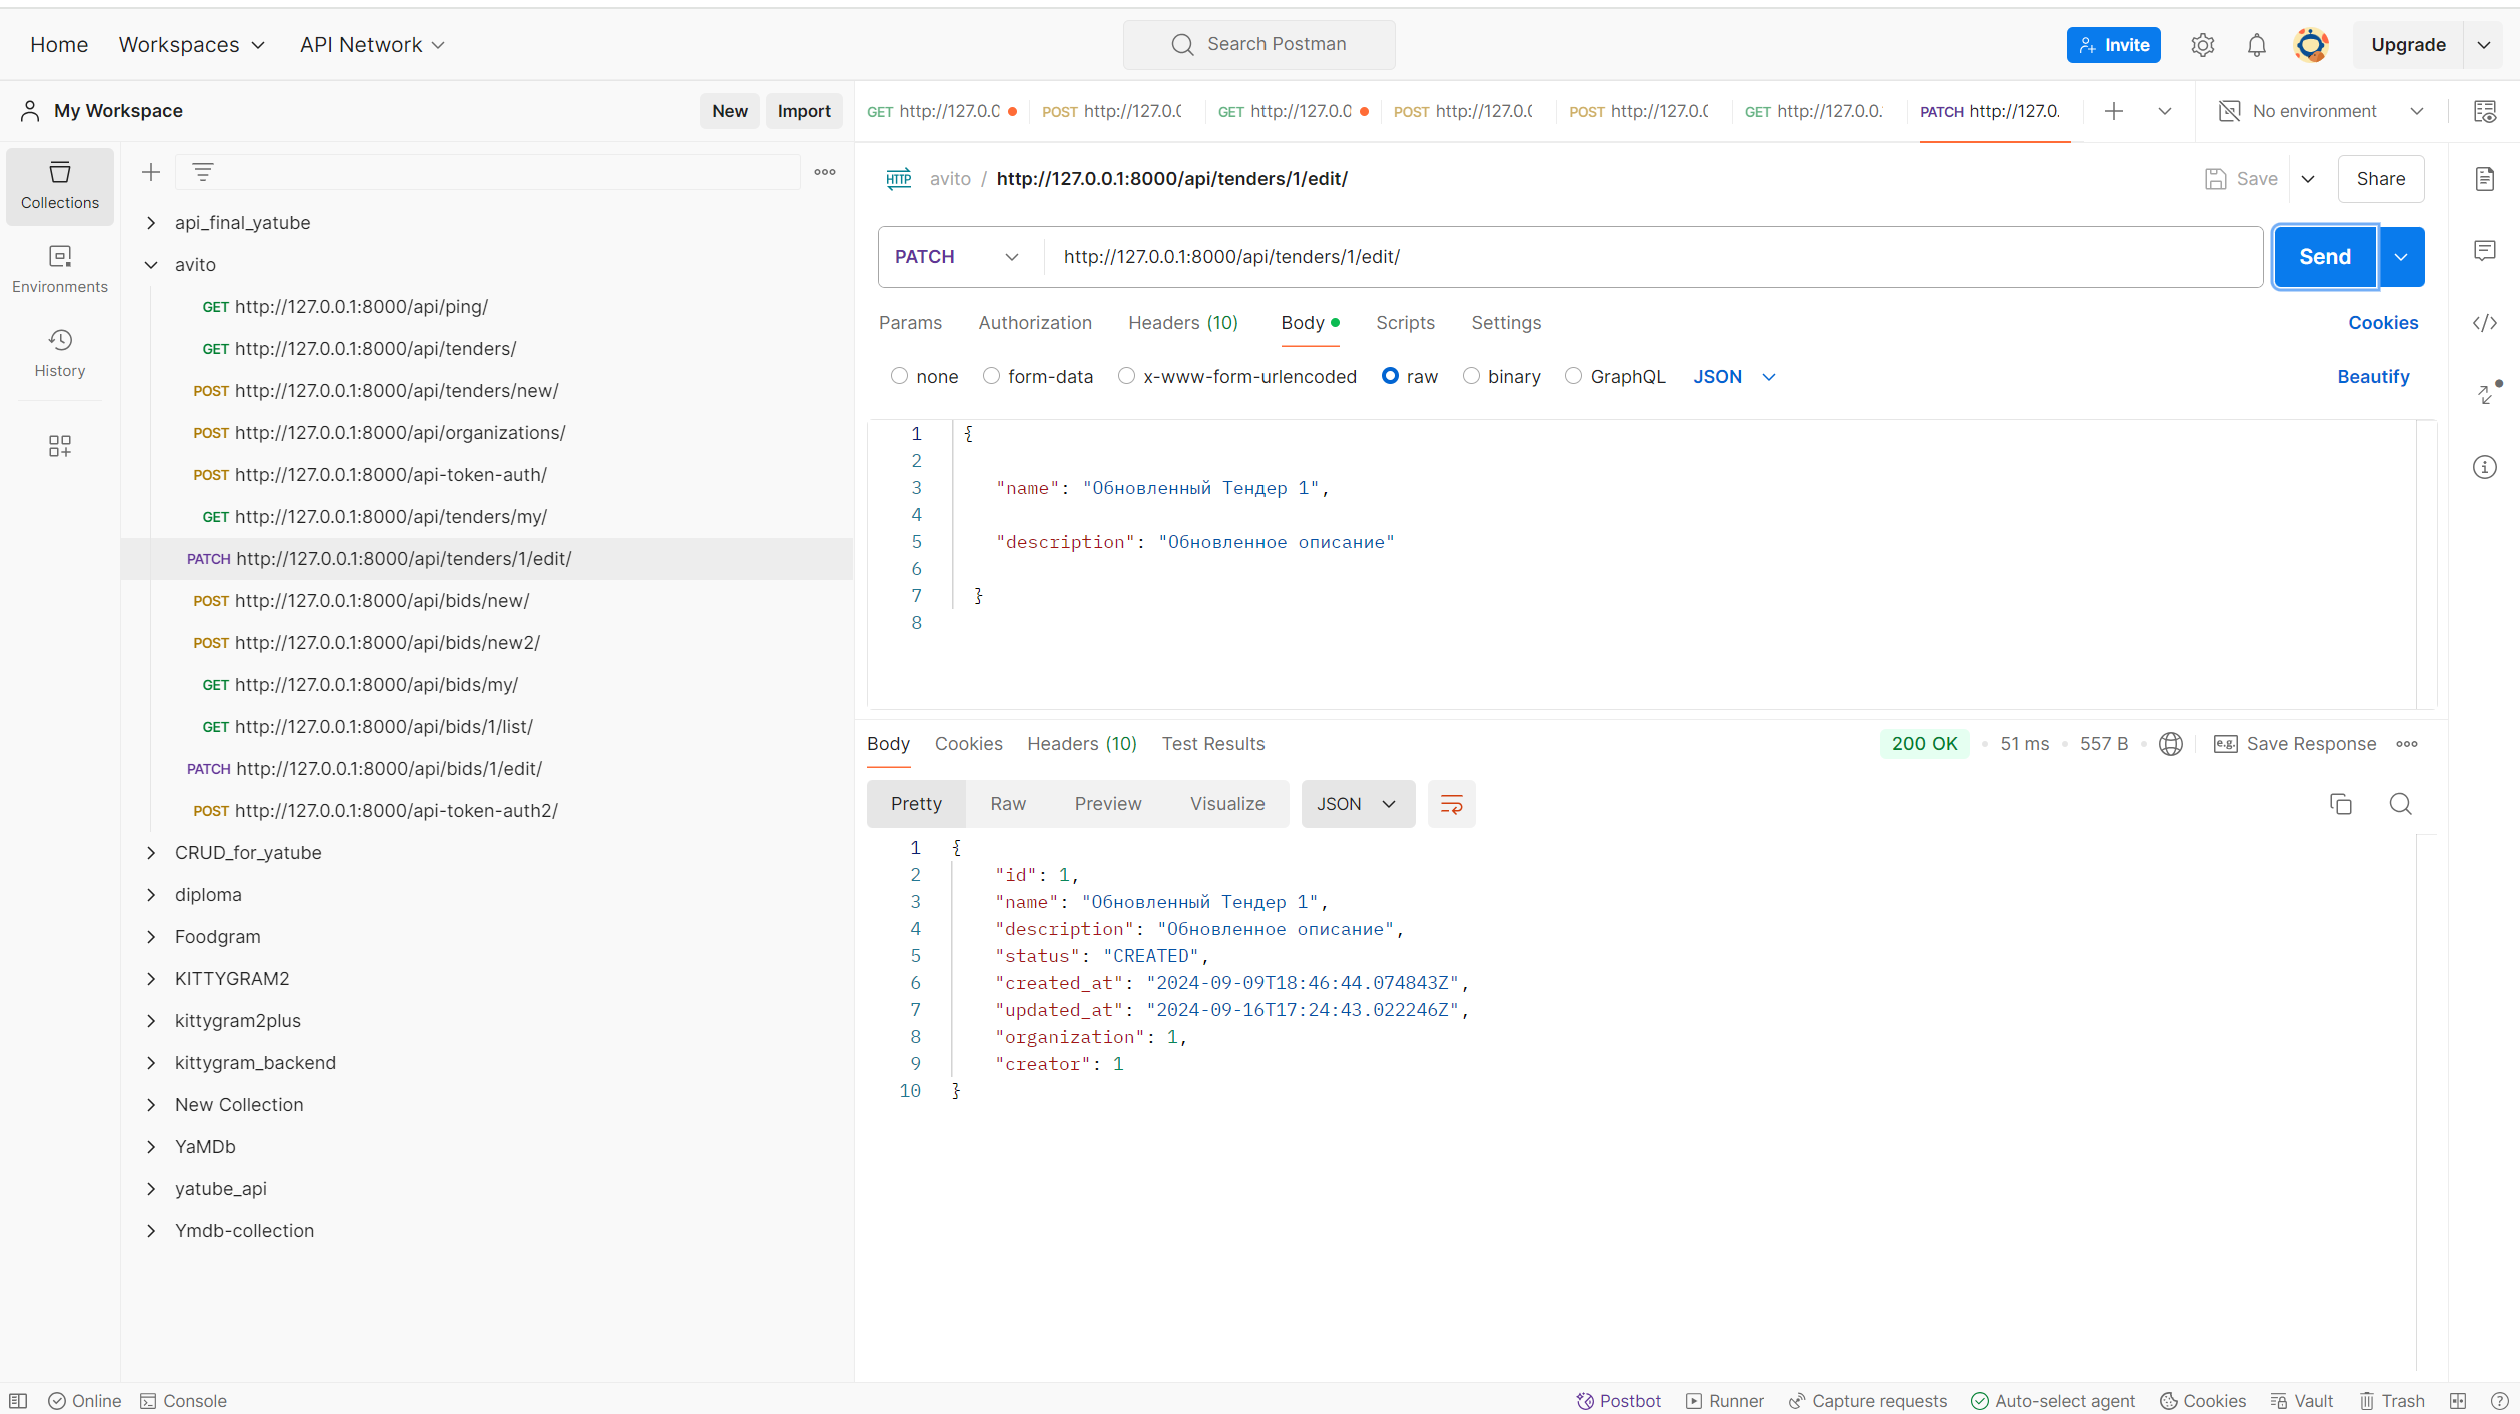 Home Workspaces API Network Search Postman Invite Upgrade
My Workspace New Import GET http://127.0.0 POST http://127.0.0 GET http://127.0.0 POST http://127.0.0 POST http://127.0.0 GET http://127.0.0. PATCH http://127.0. No environment
Collections
Environments
History
api_final_yatube
avito
GET http://127.0.0.1:8000/api/ping/
GET http://127.0.0.1:8000/api/tenders/
POST http://127.0.0.1:8000/api/tenders/new/
POST http://127.0.0.1:8000/api/organizations/
POST http://127.0.0.1:8000/api-token-auth/
GET http://127.0.0.1:8000/api/tenders/my/
PATCH http://127.0.0.1:8000/api/tenders/1/edit/
POST http://127.0.0.1:8000/api/bids/new/
POST http://127.0.0.1:8000/api/bids/new2/
GET http://127.0.0.1:8000/api/bids/my/
GET http://127.0.0.1:8000/api/bids/1/list/
PATCH http://127.0.0.1:8000/api/bids/1/edit/
POST http://127.0.0.1:8000/api-token-auth2/
CRUD_for_yatube
diploma
Foodgram
KITTYGRAM2
kittygram2plus
kittygram_backend
New Collection
YaMDb
yatube_api
Ymdb-collection
HTTP avito / http://127.0.0.1:8000/api/tenders/1/edit/ Save Share
PATCH http://127.0.0.1:8000/api/tenders/1/edit/ Send
Params Authorization Headers (10) Body Scripts Settings Cookies
none form-data x-www-form-urlencoded raw binary GraphQL JSON Beautify
1 {
2
3 "name": "Обновленный Тендер 1",
4
5 "description": "Обновленное описание"
6
7 }
8
Body Cookies Headers (10) Test Results 200 OK 51 ms 557 B e.g. Save Response
Pretty Raw Preview Visualize JSON
1 {
2 "id": 1,
3 "name": "Обновленный Тендер 1",
4 "description": "Обновленное описание",
5 "status": "CREATED",
6 "created_at": "2024-09-09T18:46:44.074843Z",
7 "updated_at": "2024-09-16T17:24:43.022246Z",
8 "organization": 1,
9 "creator": 1
10 }
Online Console Postbot Runner Capture requests Auto-select agent Cookies Vault Trash